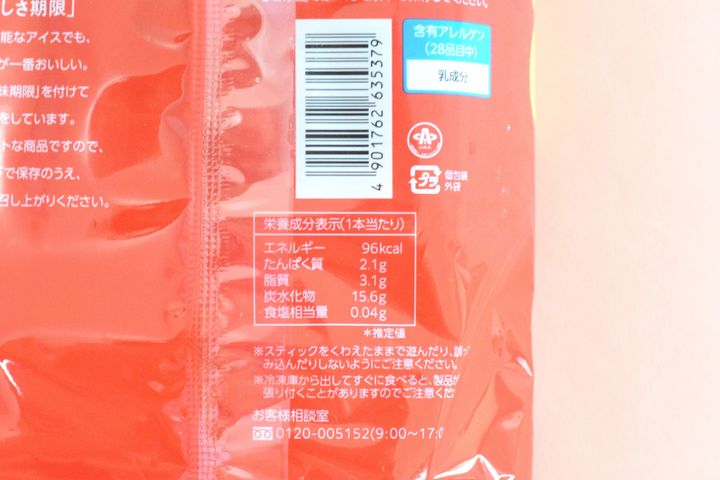 しさ期限」
能なアイスでも、
が一番おいしい。
味期限」を付けて
をしています。
トな商品ですので、
下で保存のうえ、
召し上がりください。
含有アレルゲン
(28品目中)
乳成分
4 901762 635379
プラ
個包装
外袋
栄養成分表示(1本当たり)
エネルギー 96kcal
たんぱく質 2.1g
脂質 3.1g
炭水化物 15.6g
食塩相当量 0.04g
*推定値
※スティックをくわえたままで遊んだり、誤
み込んだりしないようにご注意ください。
※冷凍庫から出してすぐに食べると、製品が
張り付くことがありますのでご注意くだ
お客様相談室
0120-005152(9:00~17:0